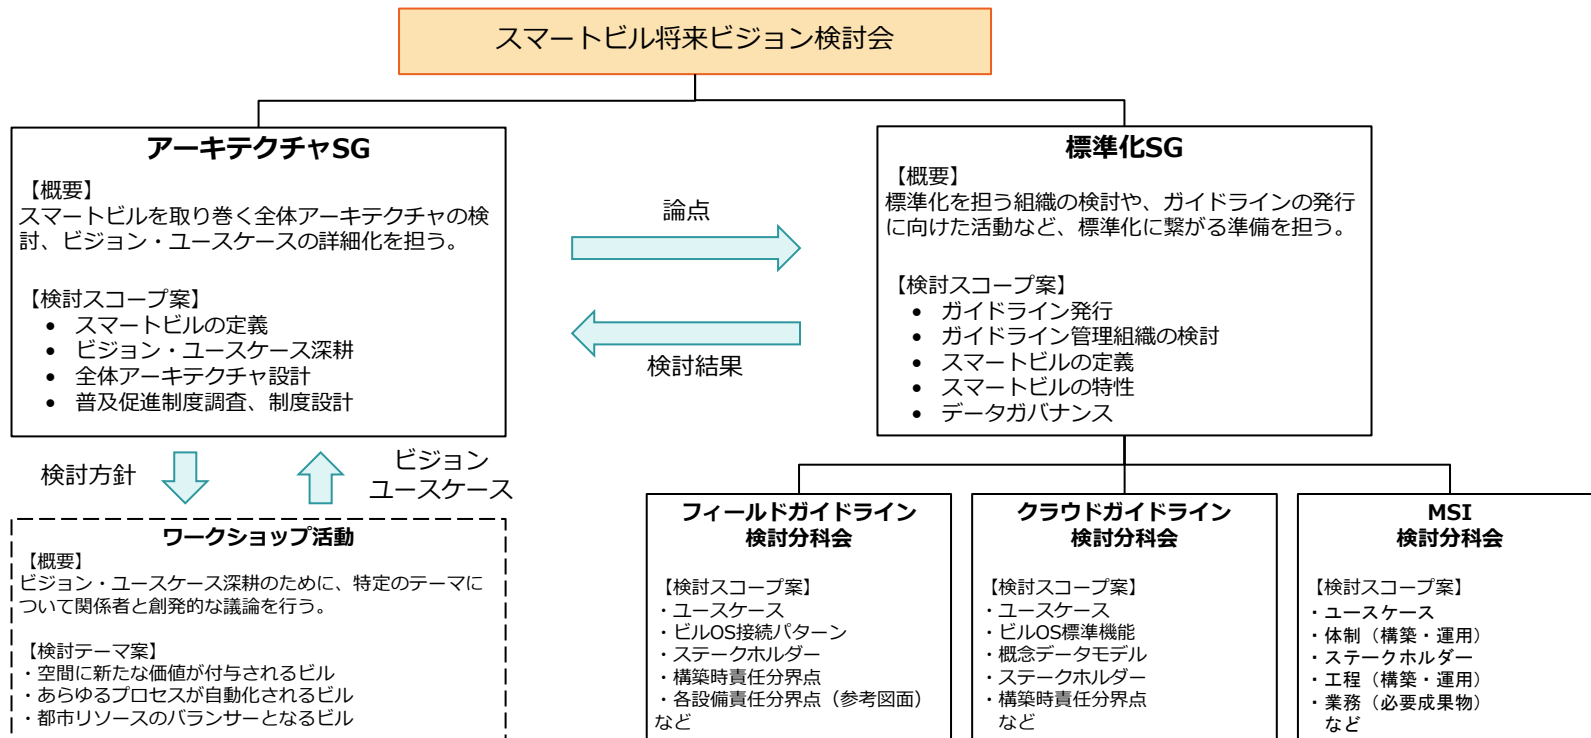 スマートビル将来ビジョン検討会
アーキテクチャSG
【概要】
スマートビルを取り巻く全体アーキテクチャの検
討、ビジョン・ユースケースの詳細化を担う。
【検討スコープ案】
• スマートビルの定義
• ビジョン・ユースケース深耕
• 全体アーキテクチャ設計
• 普及促進制度調査、制度設計
論点
検討結果
標準化SG
【概要】
標準化を担う組織の検討や、ガイドラインの発行
に向けた活動など、標準化に繋がる準備を担う。
【検討スコープ案】
• ガイドライン発行
• ガイドライン管理組織の検討
• スマートビルの定義
• スマートビルの特性
• データガバナンス
検討方針
ビジョン
ユースケース
ワークショップ活動
【概要】
ビジョン・ユースケース深耕のために、特定のテーマに
ついて関係者と創発的な議論を行う。
【検討テーマ案】
・空間に新たな価値が付与されるビル
・あらゆるプロセスが自動化されるビル
・都市リソースのバランサーとなるビル
フィールドガイドライン
検討分科会
【検討スコープ案】
・ユースケース
・ビルOS接続パターン
・ステークホルダー
・構築時責任分界点
・各設備責任分界点（参考図面）
など
クラウドガイドライン
検討分科会
【検討スコープ案】
・ユースケース
・ビルOS標準機能
・概念データモデル
・ステークホルダー
・構築時責任分界点
など
MSI
検討分科会
【検討スコープ案】
・ユースケース
・体制（構築・運用）
・ステークホルダー
・工程（構築・運用）
・業務（必要成果物）
など